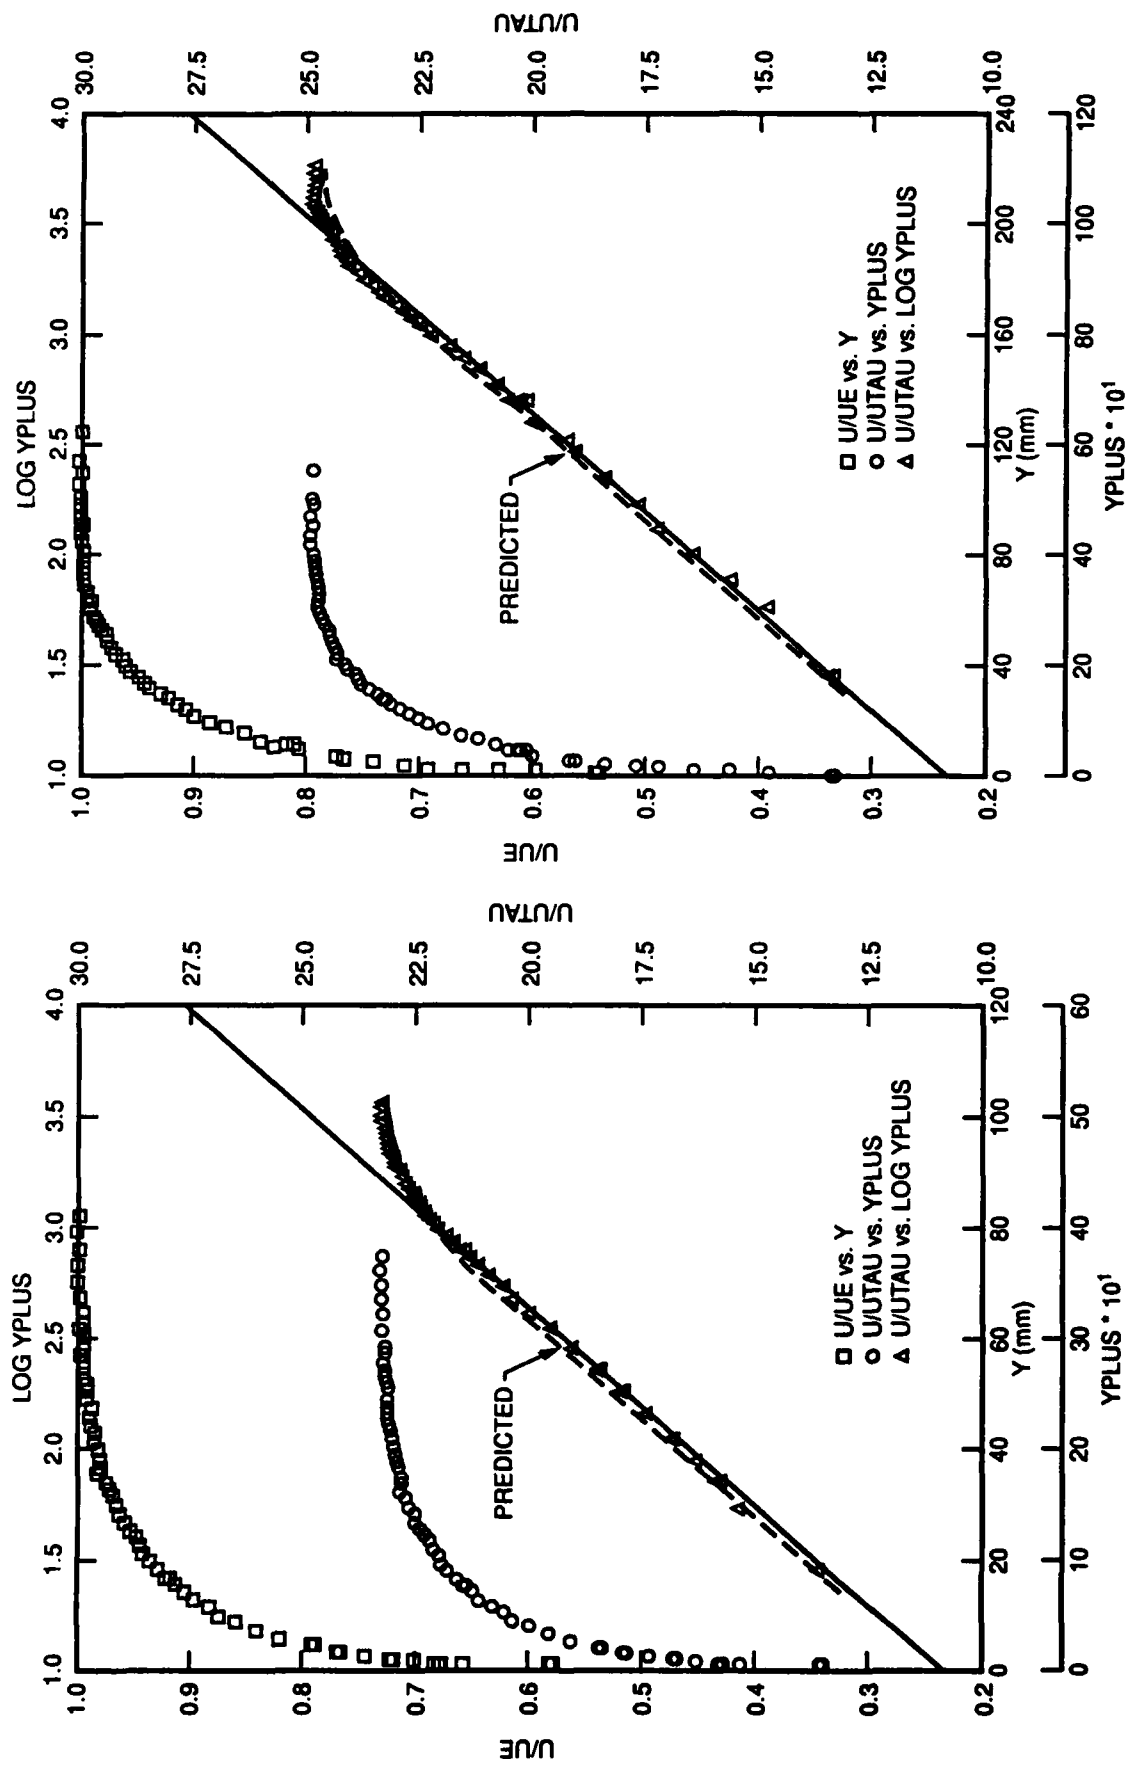 LOG YPLUS
1.0 1.5 2.0 2.5 3.0 3.5 4.0
U/UE
1.0
0.9
0.8
0.7
0.6
0.5
0.4
0.3
0.2
U/UTAU
30.0
27.5
25.0
22.5
20.0
17.5
15.0
12.5
10.0
PREDICTED
U/UE vs. Y
U/UTAU vs. YPLUS
U/UTAU vs. LOG YPLUS
0 20 40 60 80 100 120
Y (mm)
0 10 20 30 40 50 60
YPLUS * 10¹
LOG YPLUS
1.0 1.5 2.0 2.5 3.0 3.5 4.0
U/UE
1.0
0.9
0.8
0.7
0.6
0.5
0.4
0.3
0.2
U/UTAU
30.0
27.5
25.0
22.5
20.0
17.5
15.0
12.5
10.0
PREDICTED
U/UE vs. Y
U/UTAU vs. YPLUS
U/UTAU vs. LOG YPLUS
0 40 80 120 160 200 240
Y (mm)
0 20 40 60 80 100 120
YPLUS * 10¹